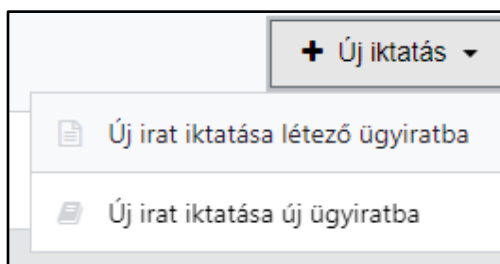 + Új iktatás
Új irat iktatása létező ügyiratba
Új irat iktatása új ügyiratba